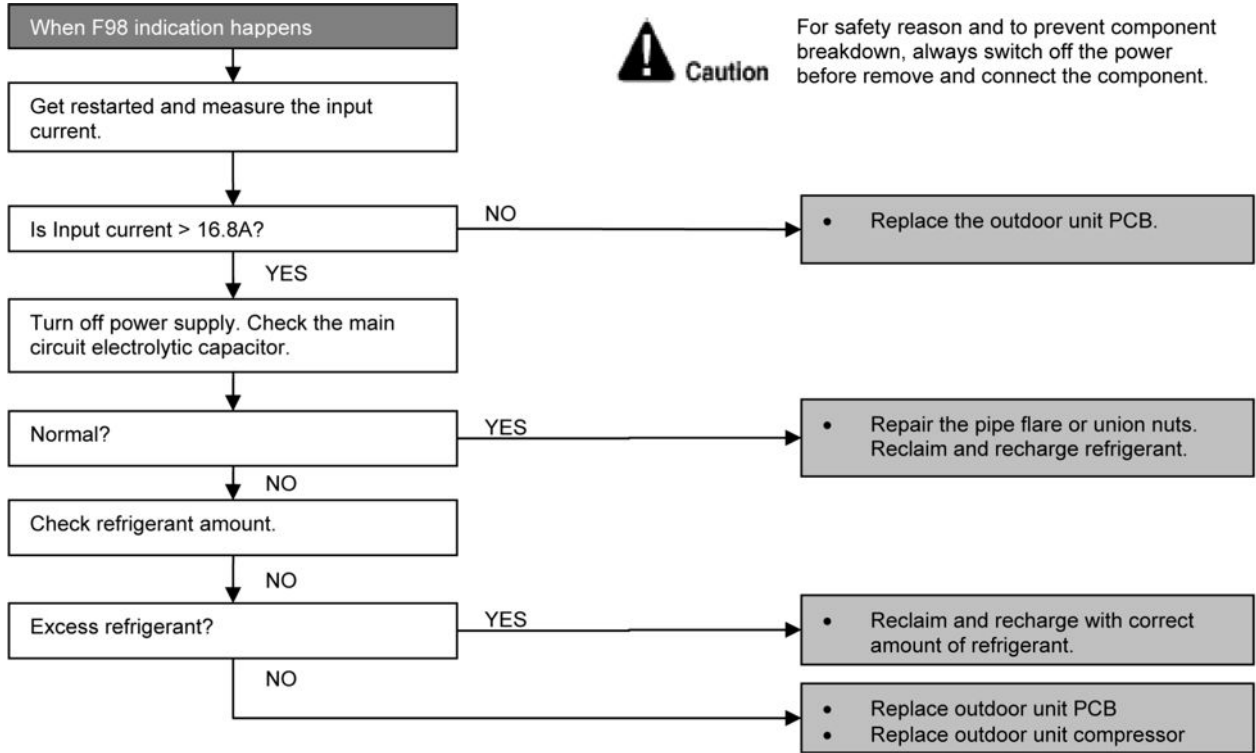 When F98 indication happens
For safety reason and to prevent component
breakdown, always switch off the power
before remove and connect the component.
Caution
Get restarted and measure the input
current.
Is Input current > 16.8A?
NO
• Replace the outdoor unit PCB.
YES
Turn off power supply. Check the main
circuit electrolytic capacitor.
Normal?
YES
• Repair the pipe flare or union nuts.
Reclaim and recharge refrigerant.
NO
Check refrigerant amount.
NO
Excess refrigerant?
YES
• Reclaim and recharge with correct
amount of refrigerant.
NO
• Replace outdoor unit PCB
• Replace outdoor unit compressor